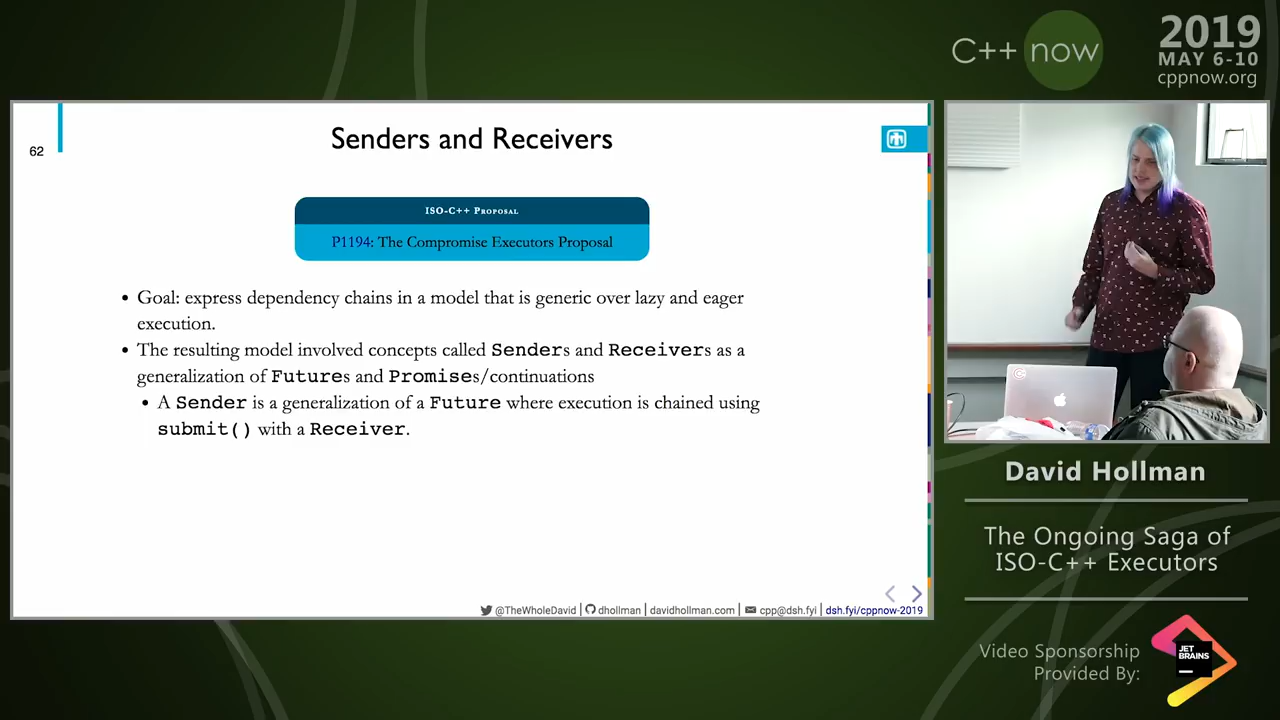 C++ now
2019
MAY 6-10
cppnow.org
62
Senders and Receivers
ISO-C++ Proposal
P1194: The Compromise Executors Proposal
• Goal: express dependency chains in a model that is generic over lazy and eager
execution.
• The resulting model involved concepts called Senders and Receivers as a
generalization of Futures and Promises/continuations
• A Sender is a generalization of a Future where execution is chained using
submit() with a Receiver.
@TheWholeDavid | dhollman | davidhollman.com | cpp@dsh.fyi | dsh.fyi/cppnow-2019
David Hollman
The Ongoing Saga of
ISO-C++ Executors
Video Sponsorship
Provided By:
JET
BRAINS